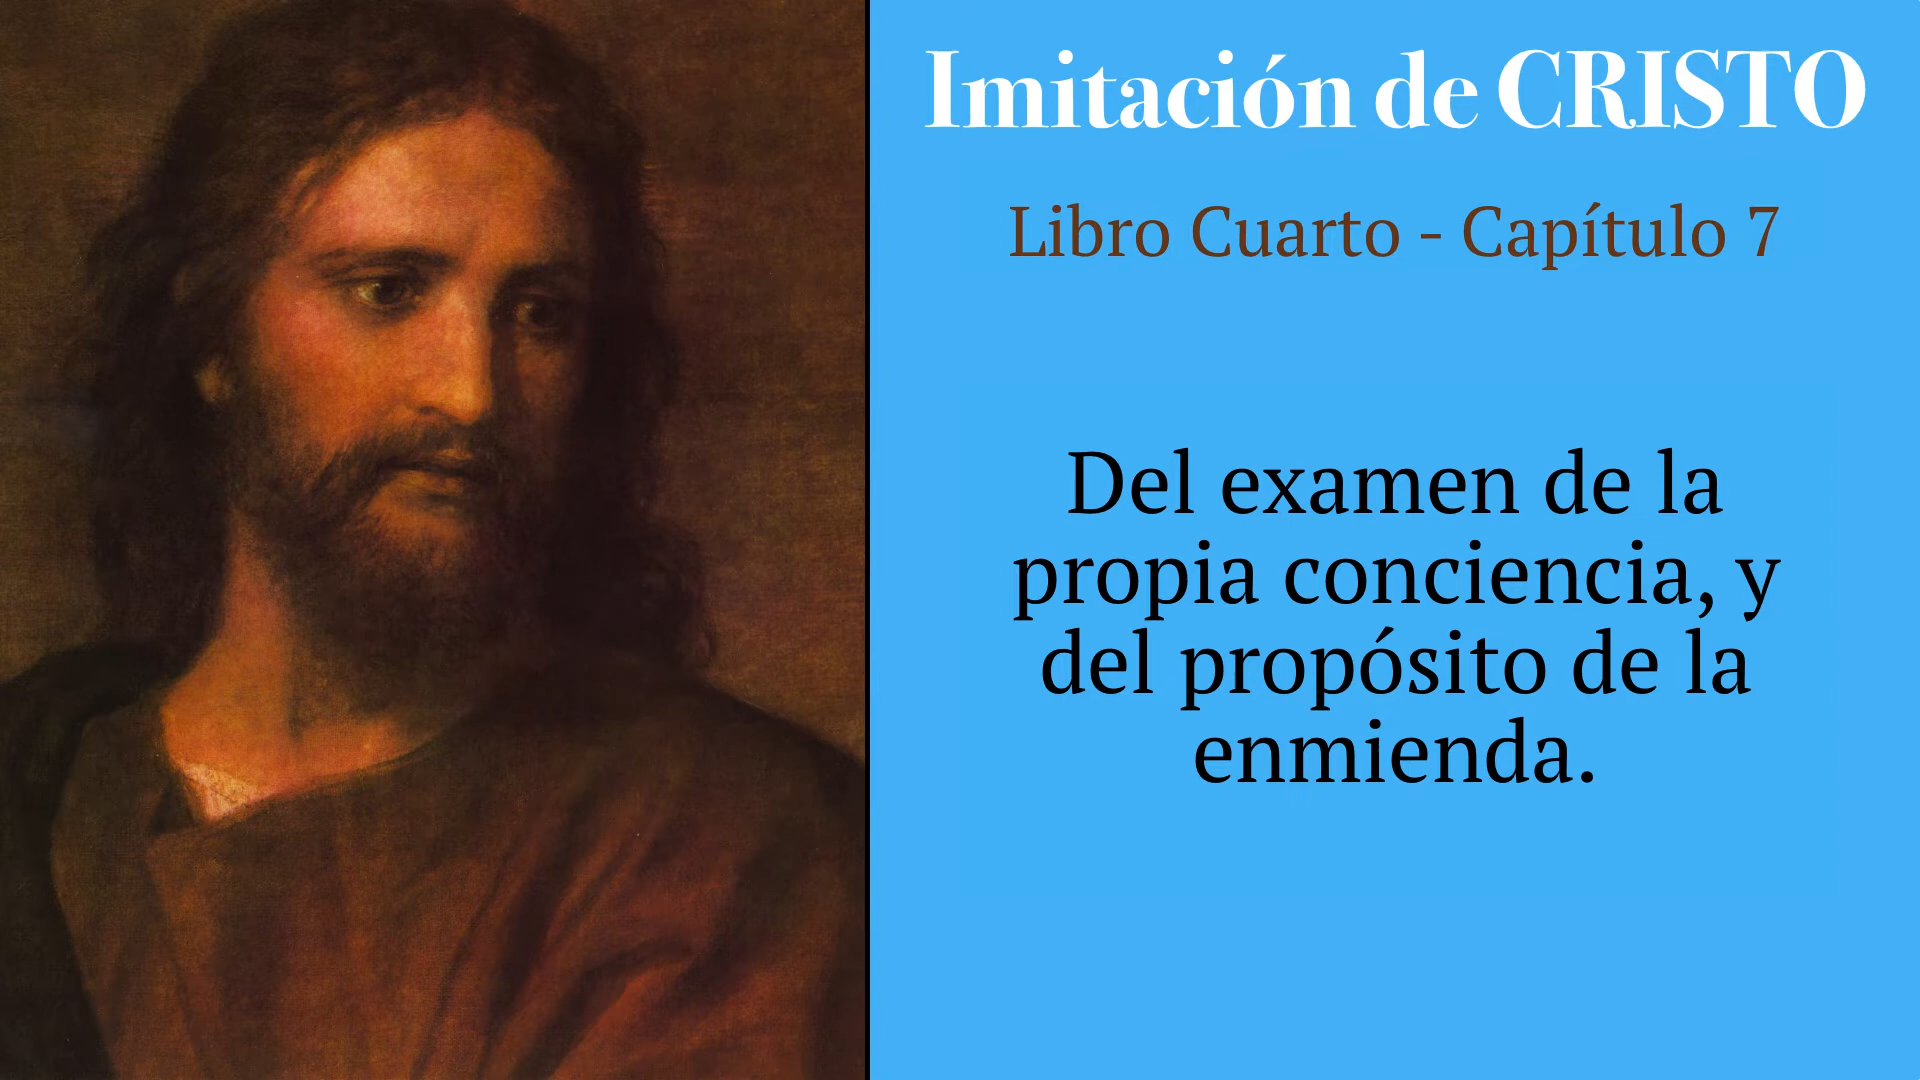 Imitación de CRISTO
Libro Cuarto - Capítulo 7
Del examen de la
propia conciencia, y
del propósito de la
enmienda.